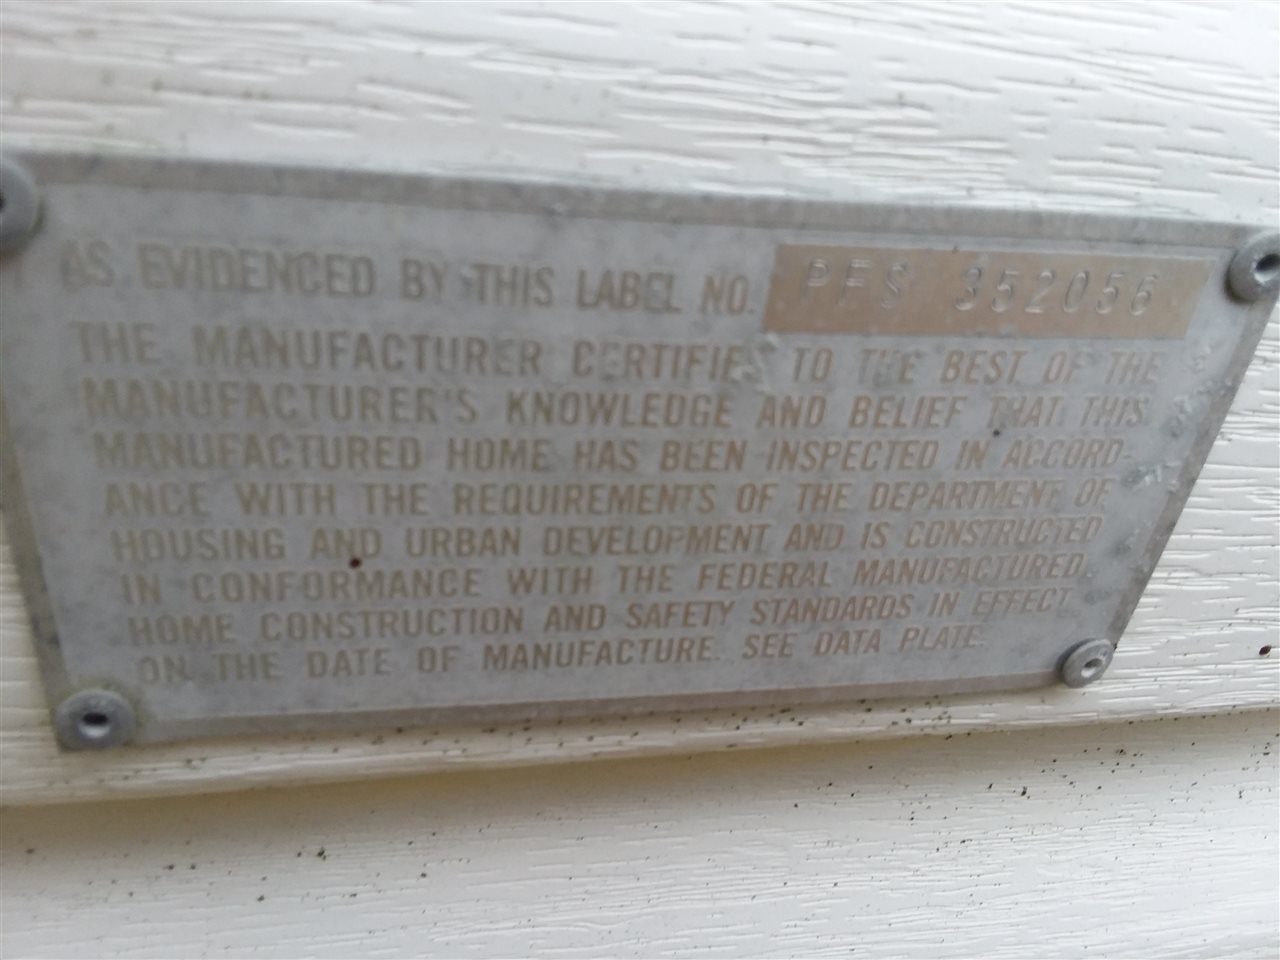 AS EVIDENCED BY THIS LABEL NO. PFS 352056
THE MANUFACTURER CERTIFIES TO THE BEST OF THE
MANUFACTURER'S KNOWLEDGE AND BELIEF THAT THIS
MANUFACTURED HOME HAS BEEN INSPECTED IN ACCORD-
ANCE WITH THE REQUIREMENTS OF THE DEPARTMENT OF
HOUSING AND URBAN DEVELOPMENT AND IS CONSTRUCTED
IN CONFORMANCE WITH THE FEDERAL MANUFACTURED
HOME CONSTRUCTION AND SAFETY STANDARDS IN EFFECT
ON THE DATE OF MANUFACTURE. SEE DATA PLATE.